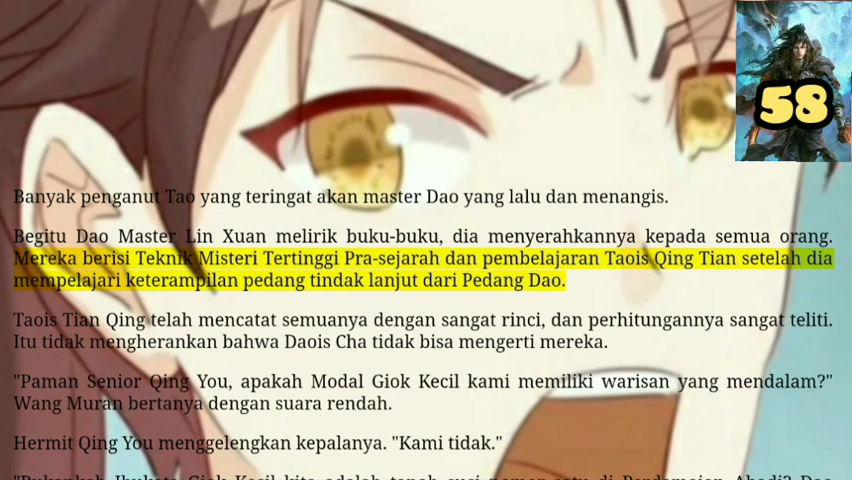 58
Banyak penganut Tao yang teringat akan master Dao yang lalu dan menangis.
Begitu Dao Master Lin Xuan melirik buku-buku, dia menyerahkannya kepada semua orang.
Mereka berisi Teknik Misteri Tertinggi Pra-sejarah dan pembelajaran Taois Qing Tian setelah dia
mempelajari keterampilan pedang tindak lanjut dari Pedang Dao.
Taois Tian Qing telah mencatat semuanya dengan sangat rinci, dan perhitungannya sangat teliti.
Itu tidak mengherankan bahwa Daois Cha tidak bisa mengerti mereka.
"Paman Senior Qing You, apakah Modal Giok Kecil kami memiliki warisan yang mendalam?"
Wang Muran bertanya dengan suara rendah.
Hermit Qing You menggelengkan kepalanya. "Kami tidak."